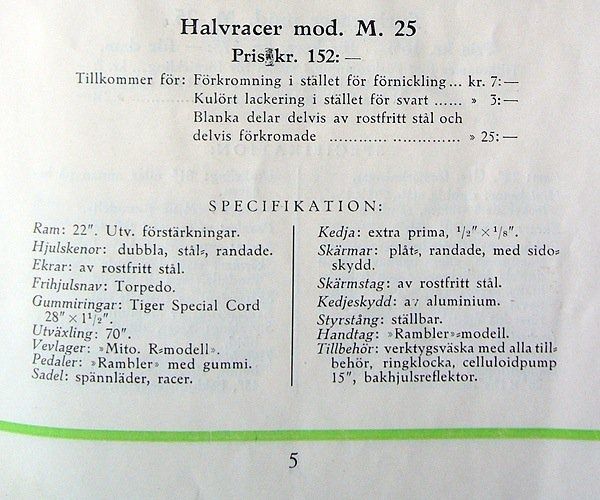 Halvracer mod. M. 25
Pris kr. 152: —
Tillkommer för: Förkromning i stället för förnickling ... kr. 7: —
Kulört lackering i stället för svart ...... » 3: —
Blanka delar delvis av rostfritt stål och
delvis förkromade ............ .............. » 25: —
SPECIFIKATION:
Ram: 22". Utv. förstärkningar.
Hjulskenor: dubbla, stål-, randade.
Ekrar: av rostfritt stål.
Frihjulsnav: Torpedo.
Gummiringar: Tiger Special Cord
28" × 1 1/2".
Utväxling: 70".
Vevlager: »Mito. R-modell».
Pedaler: »Rambler» med gummi.
Sadel: spännläder, racer.
Kedja: extra prima, 1/2" × 1/8".
Skärmar: plåt-, randade, med sido-
skydd.
Skärmstag: av rostfritt stål.
Kedjeskydd: av aluminium.
Styrstång: ställbar.
Handtag: »Rambler»-modell.
Tillbehör: verktygsväska med alla till-
behör, ringklocka, celluloidpump
15", bakhjulsreflektor.
5